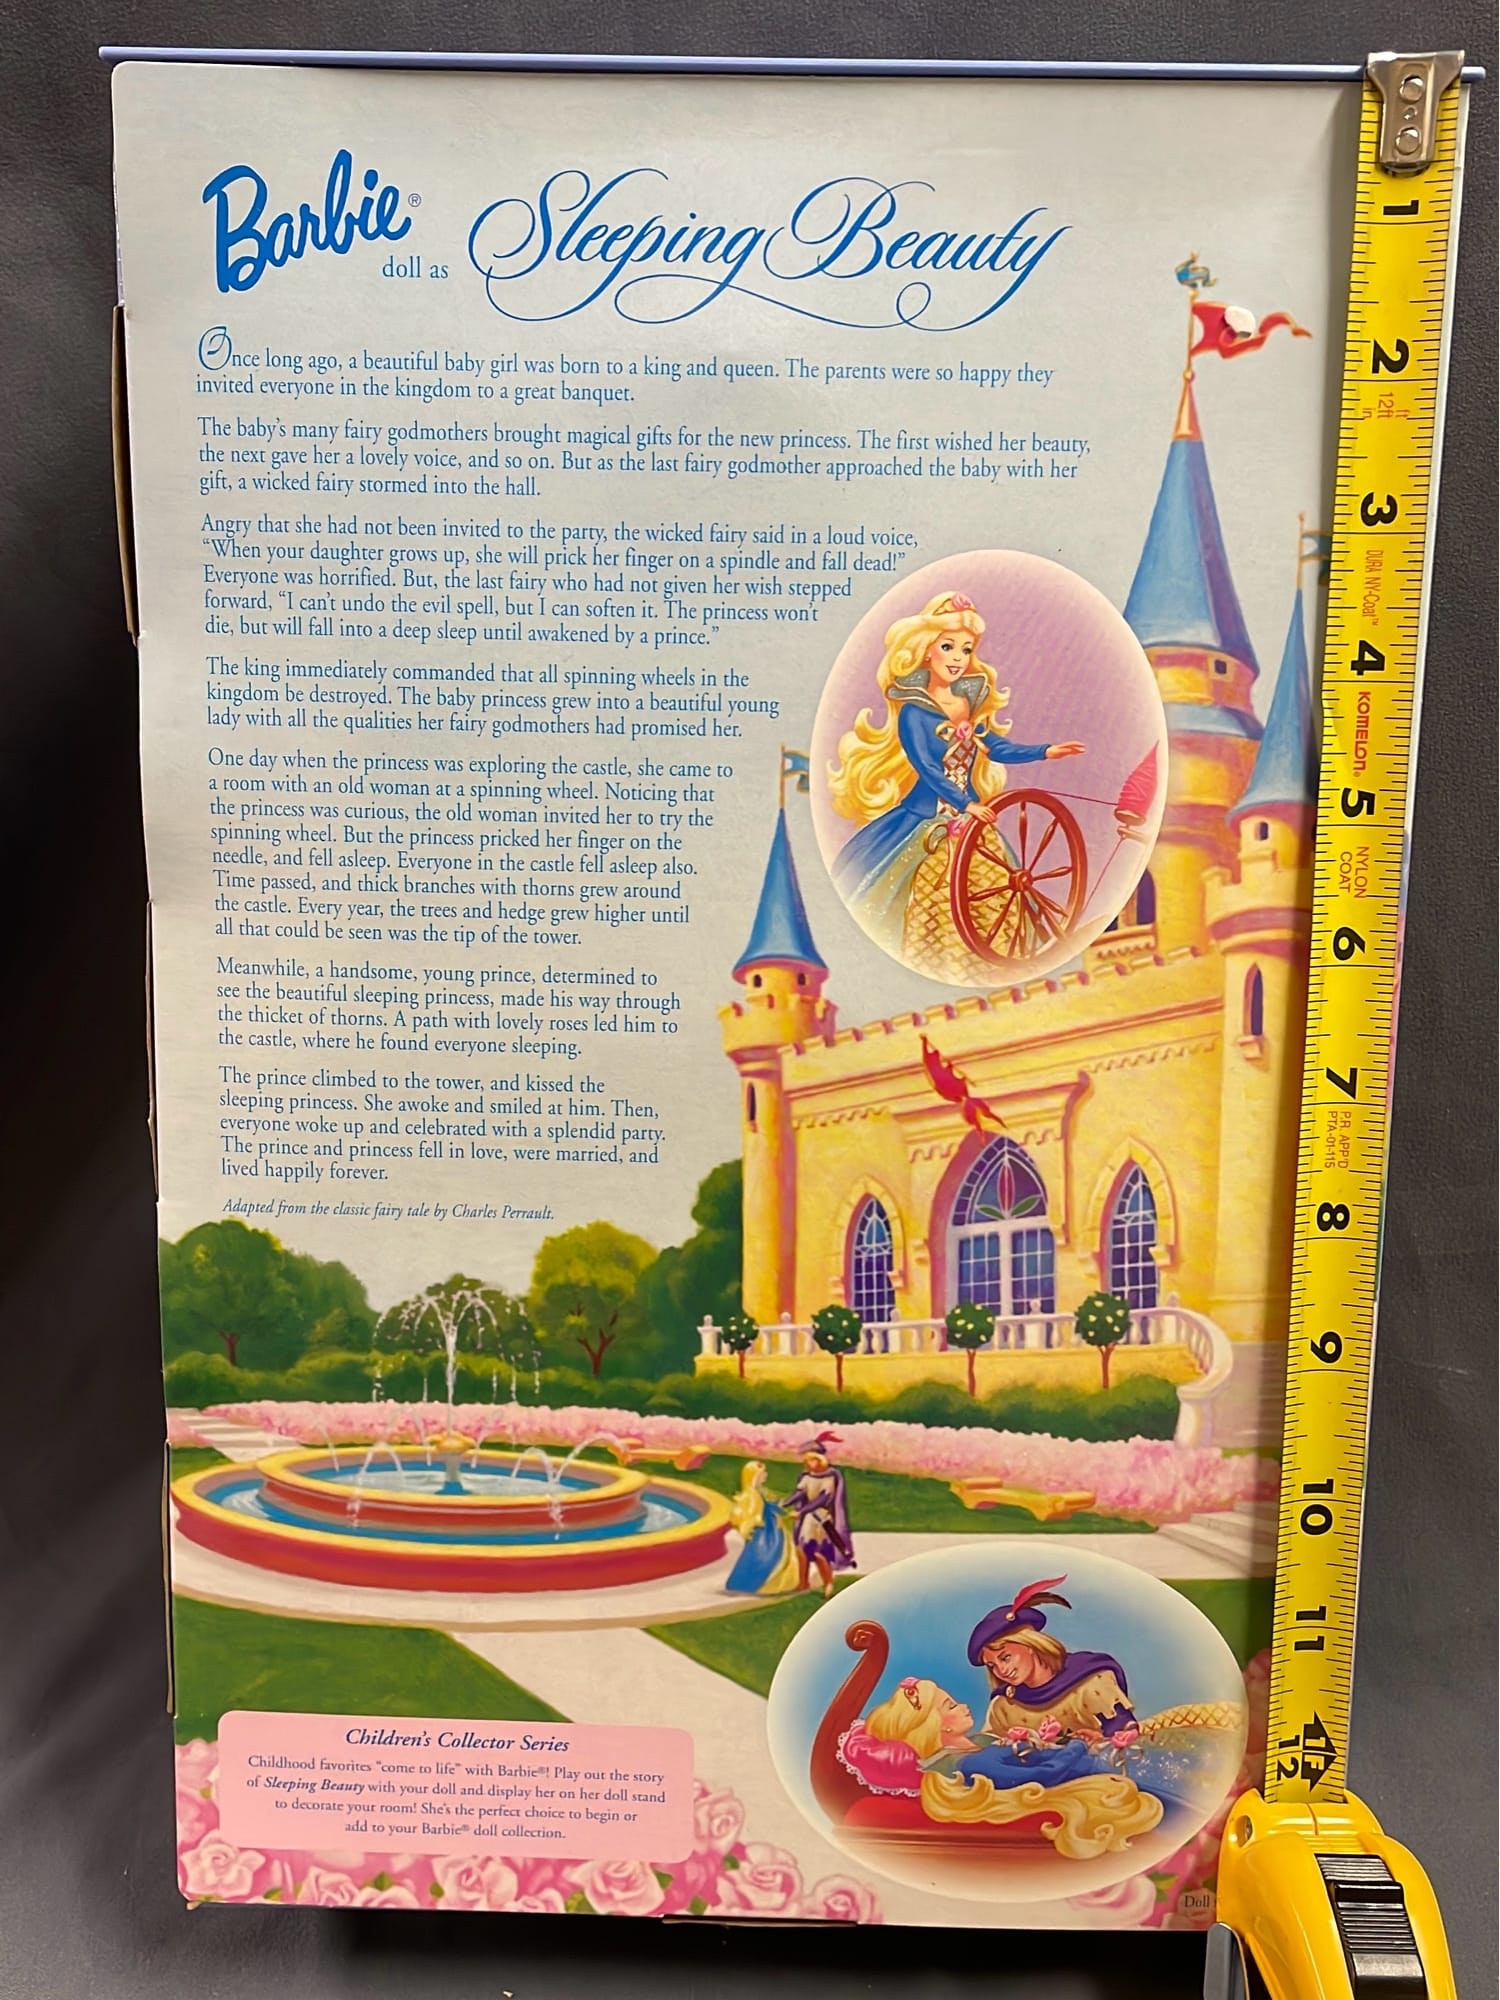 Barbie®
doll as
Sleeping Beauty
Once long ago, a beautiful baby girl was born to a king and queen. The parents were so happy they
invited everyone in the kingdom to a great banquet.
The baby's many fairy godmothers brought magical gifts for the new princess. The first wished her beauty,
the next gave her a lovely voice, and so on. But as the last fairy godmother approached the baby with her
gift, a wicked fairy stormed into the hall.
Angry that she had not been invited to the party, the wicked fairy said in a loud voice,
“When your daughter grows up, she will prick her finger on a spindle and fall dead!”
Everyone was horrified. But, the last fairy who had not given her wish stepped
forward, “I can't undo the evil spell, but I can soften it. The princess won't
die, but will fall into a deep sleep until awakened by a prince.”
The king immediately commanded that all spinning wheels in the
kingdom be destroyed. The baby princess grew into a beautiful young
lady with all the qualities her fairy godmothers had promised her.
One day when the princess was exploring the castle, she came to
a room with an old woman at a spinning wheel. Noticing that
the princess was curious, the old woman invited her to try the
spinning wheel. But the princess pricked her finger on the
needle, and fell asleep. Everyone in the castle fell asleep also.
Time passed, and thick branches with thorns grew around
the castle. Every year, the trees and hedge grew higher until
all that could be seen was the tip of the tower.
Meanwhile, a handsome, young prince, determined to
see the beautiful sleeping princess, made his way through
the thicket of thorns. A path with lovely roses led him to
the castle, where he found everyone sleeping.
The prince climbed to the tower, and kissed the
sleeping princess. She awoke and smiled at him. Then,
everyone woke up and celebrated with a splendid party.
The prince and princess fell in love, were married, and
lived happily forever.
Adapted from the classic fairy tale by Charles Perrault.
Children's Collector Series
Childhood favorites “come to life” with Barbie®! Play out the story
of Sleeping Beauty with your doll and display her on her doll stand
to decorate your room! She's the perfect choice to begin or
add to your Barbie® doll collection.
Doll
1
2
12ft ft
in
3
DURA NY-Coat™
4
KOMELON®
5
NYLON
COAT
6
7
P.R. APP'D
PTA-01-115
8
9
10
11
1F
12